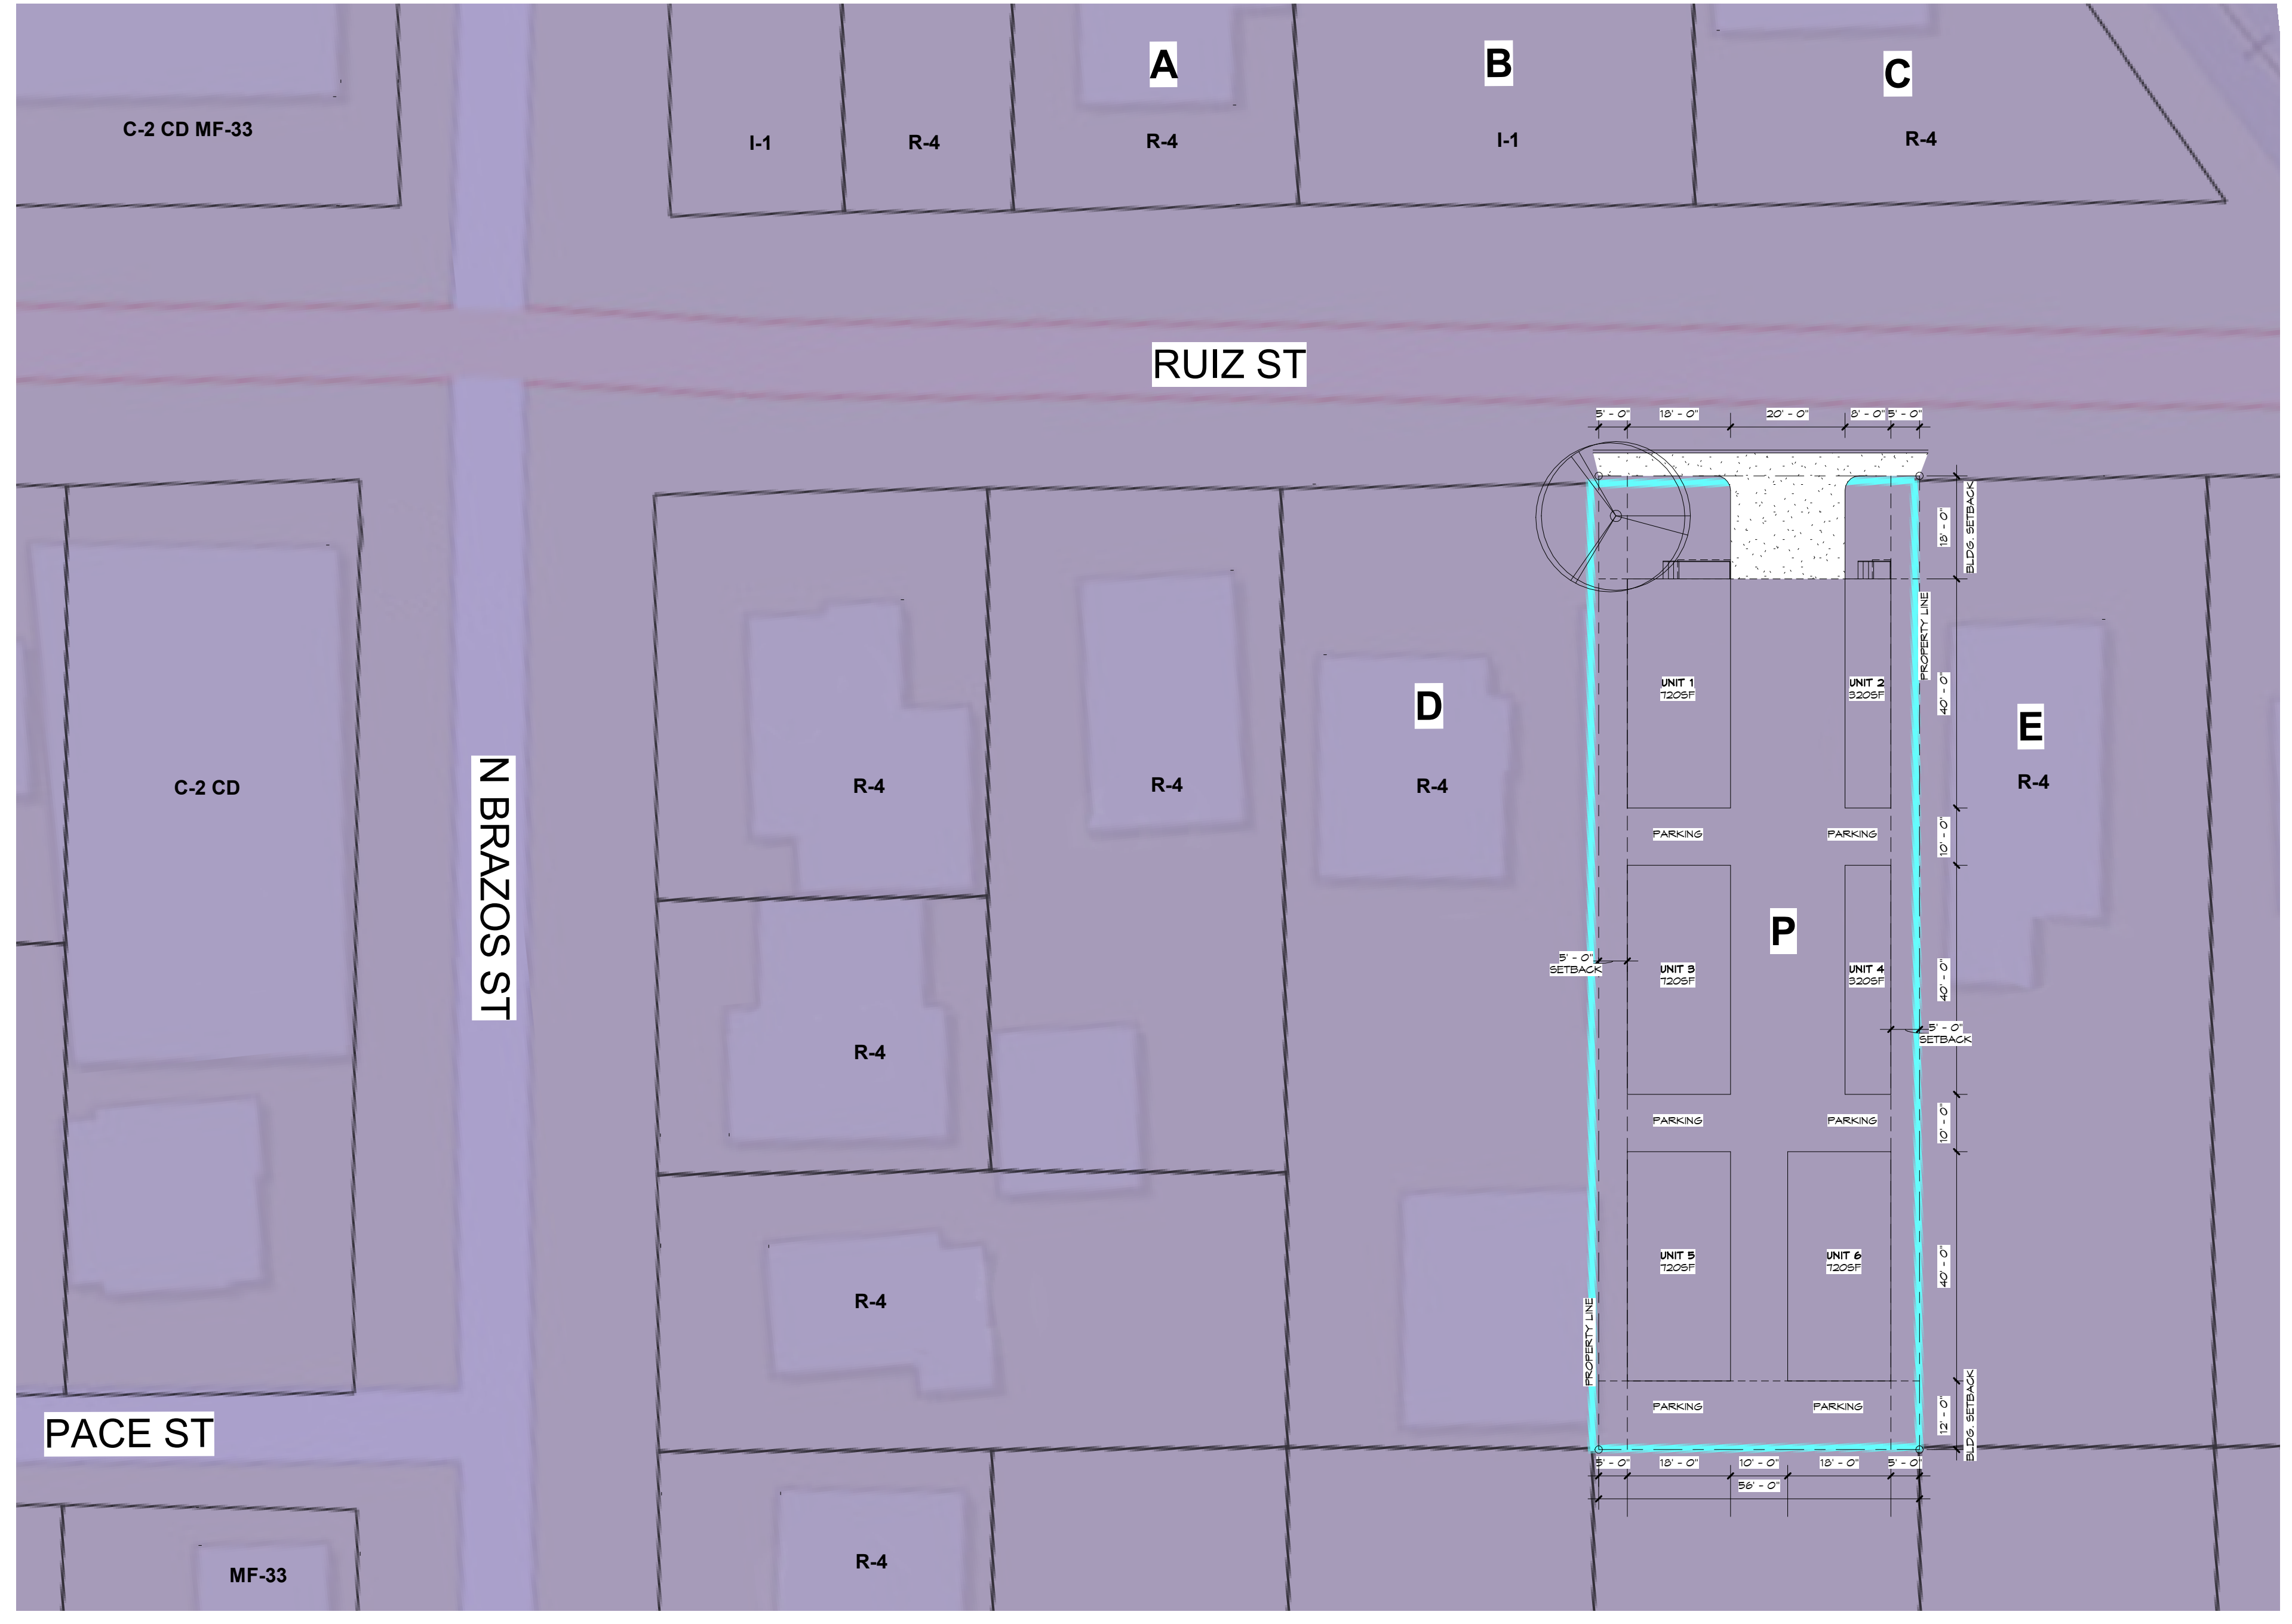 A
B
C
C-2 CD MF-33
I-1
R-4
R-4
I-1
R-4
RUIZ ST
5' - 0"
18' - 0"
20' - 0"
8' - 0"
5' - 0"
18' - 0"
BLDG. SETBACK
PROPERTY LINE
UNIT 1
720SF
UNIT 2
320SF
40' - 0"
D
E
C-2 CD
R-4
R-4
R-4
R-4
N BRAZOS ST
PARKING
PARKING
10' - 0"
P
5' - 0"
SETBACK
UNIT 3
720SF
UNIT 4
320SF
40' - 0"
5' - 0"
SETBACK
R-4
PARKING
PARKING
10' - 0"
UNIT 5
720SF
UNIT 6
720SF
40' - 0"
R-4
PROPERTY LINE
PARKING
PARKING
12' - 0"
BLDG. SETBACK
PACE ST
5' - 0"
18' - 0"
10' - 0"
18' - 0"
5' - 0"
56' - 0"
R-4
MF-33